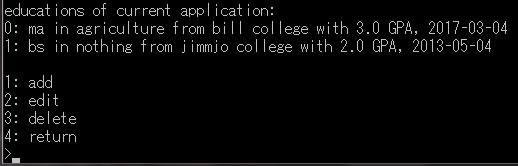 educations of current application:
0: ma in agriculture from bill college with 3.0 GPA, 2017-03-04
1: bs in nothing from jimmjo college with 2.0 GPA, 2013-05-04
1: add
2: edit
3: delete
4: return
>_